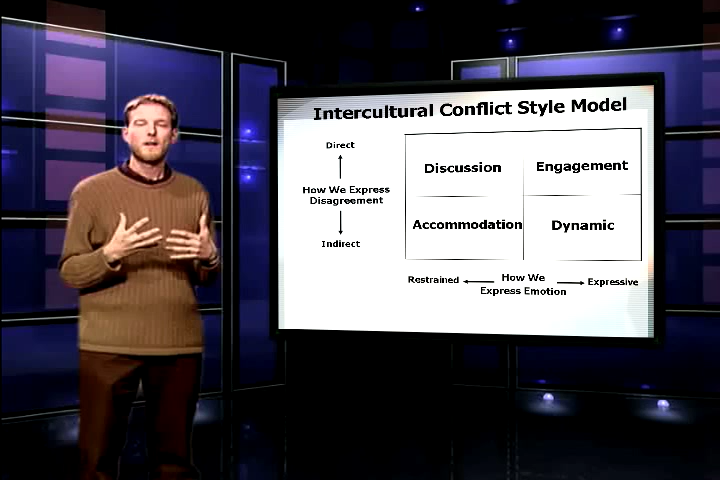 Intercultural Conflict Style Model
Direct
How We Express
Disagreement
Indirect
Discussion
Engagement
Accommodation
Dynamic
Restrained
How We
Express Emotion
Expressive